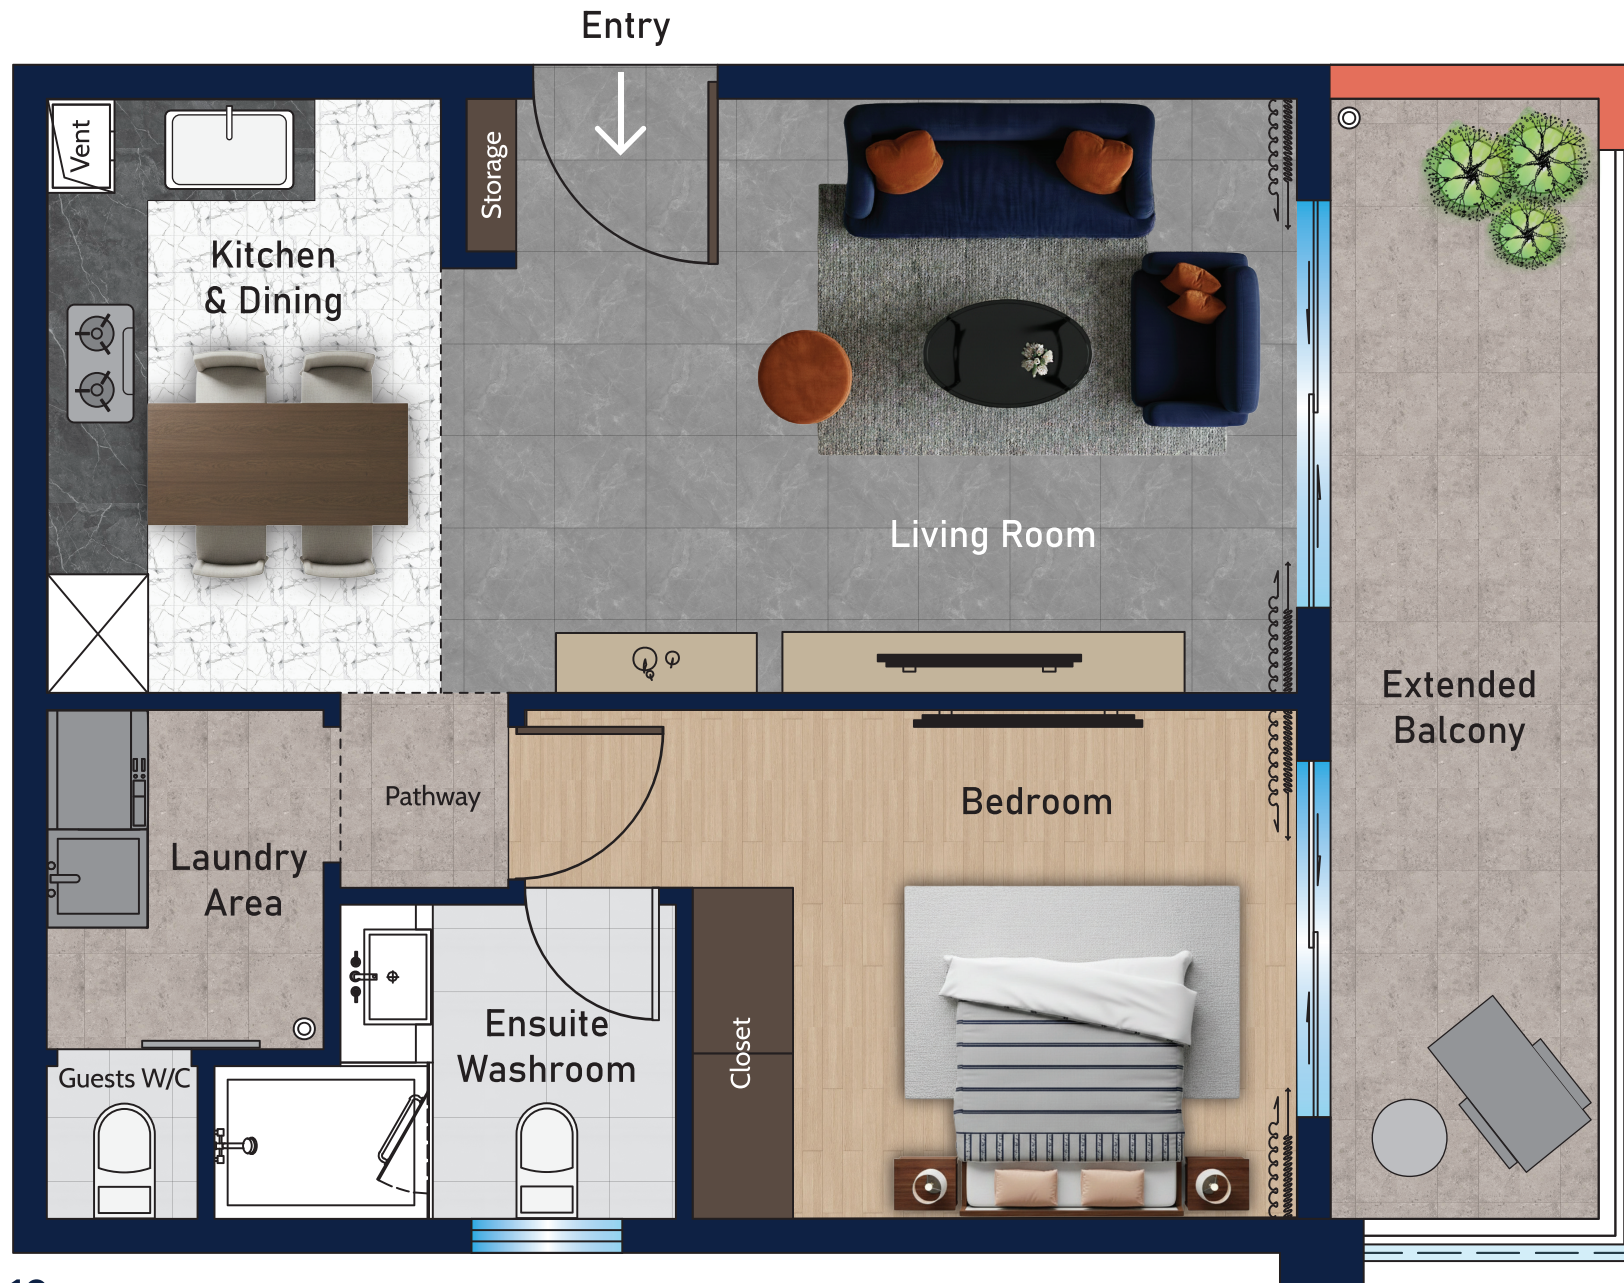 Entry
Vent
Storage
Kitchen
& Dining
Living Room
Extended
Balcony
Pathway
Bedroom
Laundry
Area
Ensuite
Washroom
Closet
Guests W/C